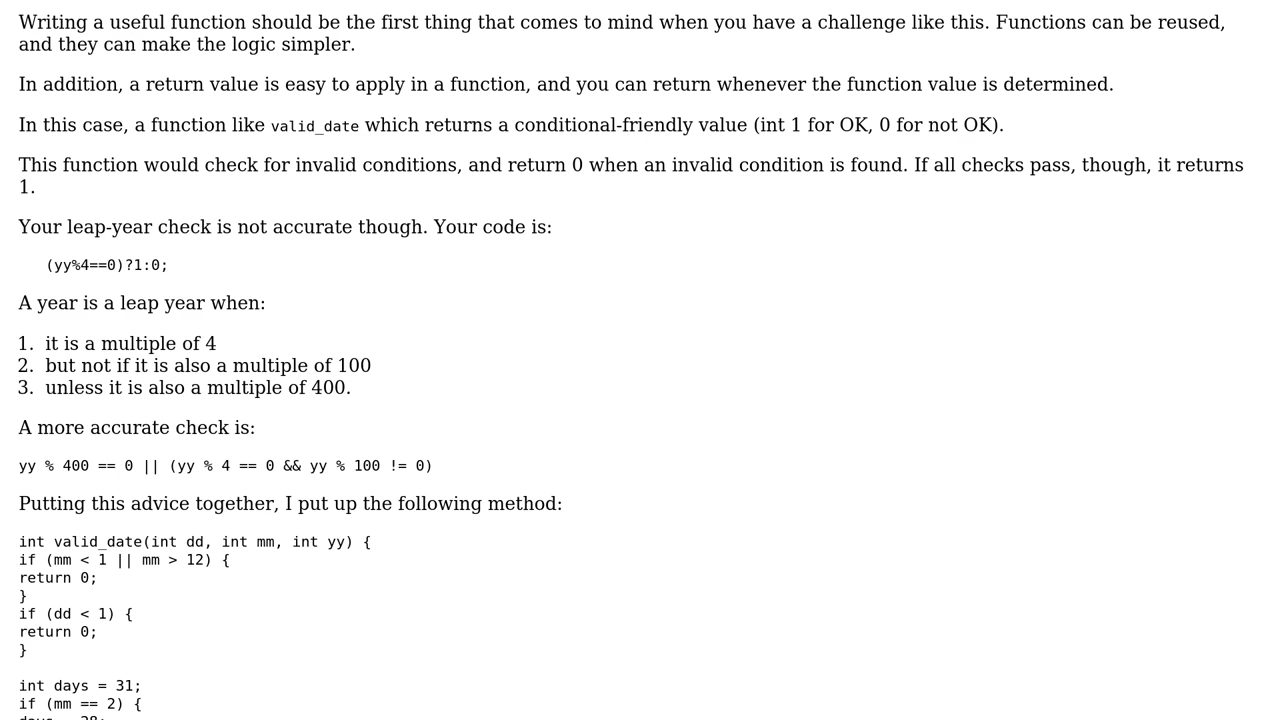 Writing a useful function should be the first thing that comes to mind when you have a challenge like this. Functions can be reused,
and they can make the logic simpler.
In addition, a return value is easy to apply in a function, and you can return whenever the function value is determined.
In this case, a function like valid_date which returns a conditional-friendly value (int 1 for OK, 0 for not OK).
This function would check for invalid conditions, and return 0 when an invalid condition is found. If all checks pass, though, it returns
1.
Your leap-year check is not accurate though. Your code is:
(yy%4==0)?1:0;
A year is a leap year when:
1. it is a multiple of 4
2. but not if it is also a multiple of 100
3. unless it is also a multiple of 400.
A more accurate check is:
yy % 400 == 0 || (yy % 4 == 0 && yy % 100 != 0)
Putting this advice together, I put up the following method:
int valid_date(int dd, int mm, int yy) {
if (mm < 1 || mm > 12) {
return 0;
}
if (dd < 1) {
return 0;
}
int days = 31;
if (mm == 2) {